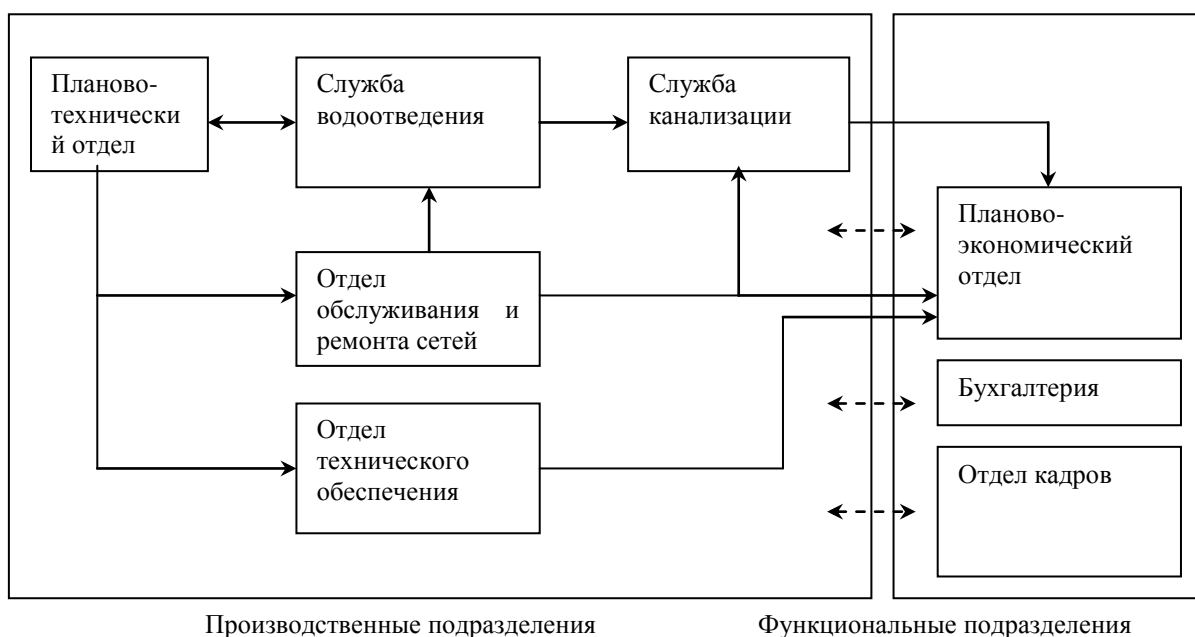 Планово-
технически
й отдел
Служба
водоотведения
Служба
канализации
Планово-
экономический
отдел
Отдел
обслуживания и
ремонта сетей
Бухгалтерия
Отдел
технического
обеспечения
Отдел кадров
Производственные подразделения
Функциональные подразделения